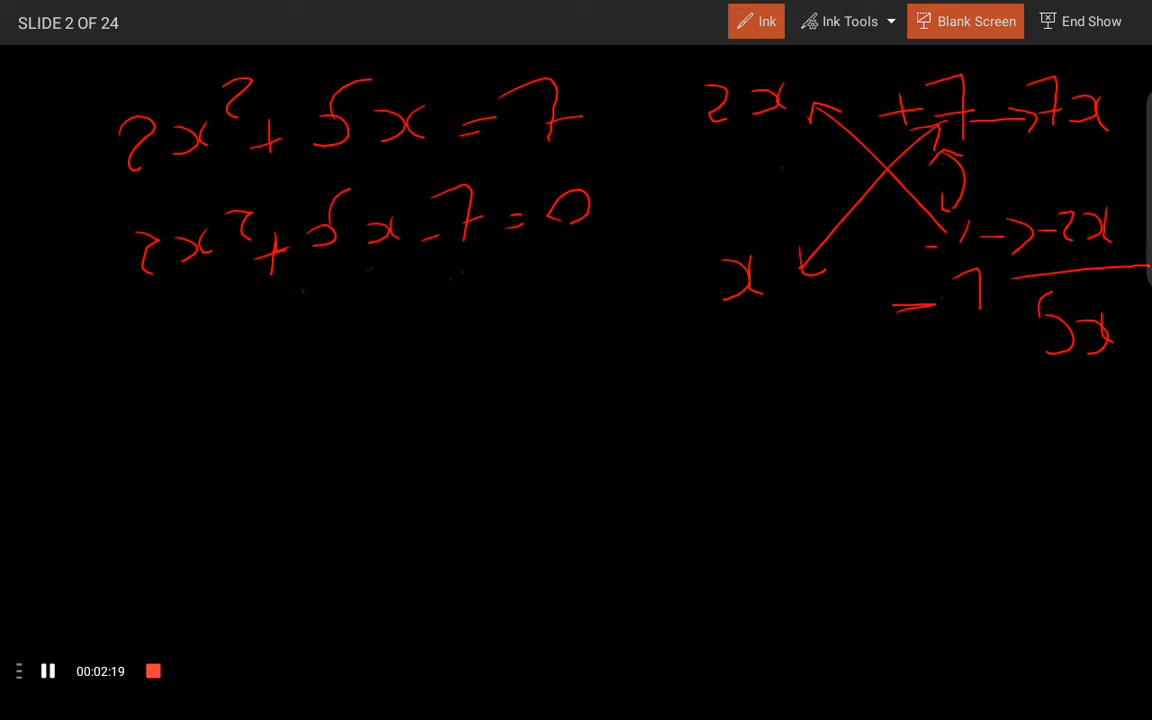 SLIDE 2 OF 24
Ink
Ink Tools
Blank Screen
End Show
2x² + 5x = 7
2x² + 5x - 7 = 0
2x +7 → 7x
-1 → -2x
x = 7
5x
00:02:19